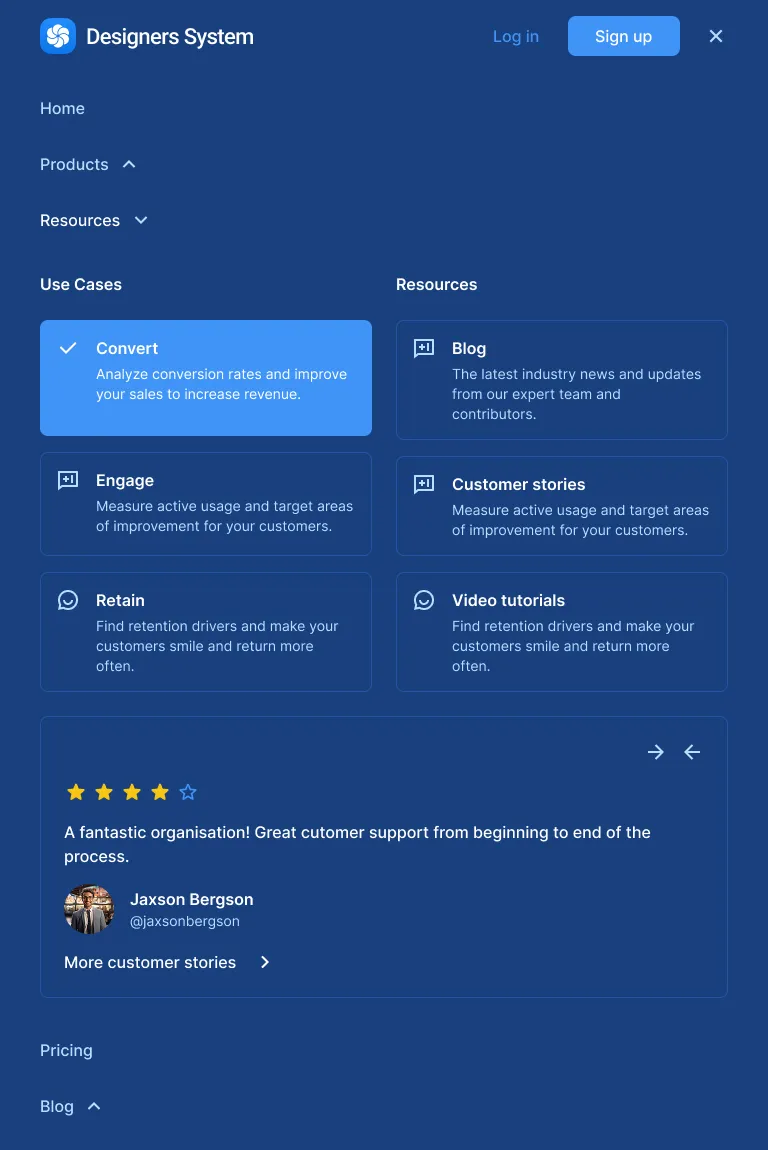 Designers System
Log in
Sign up
Home
Products
Resources
Use Cases
Convert
Analyze conversion rates and improve
your sales to increase revenue.
Engage
Measure active usage and target areas
of improvement for your customers.
Retain
Find retention drivers and make your
customers smile and return more
often.
Resources
Blog
The latest industry news and updates
from our expert team and
contributors.
Customer stories
Measure active usage and target areas
of improvement for your customers.
Video tutorials
Find retention drivers and make your
customers smile and return more
often.
A fantastic organisation! Great cutomer support from beginning to end of the
process.
Jaxson Bergson
@jaxsonbergson
More customer stories
Pricing
Blog